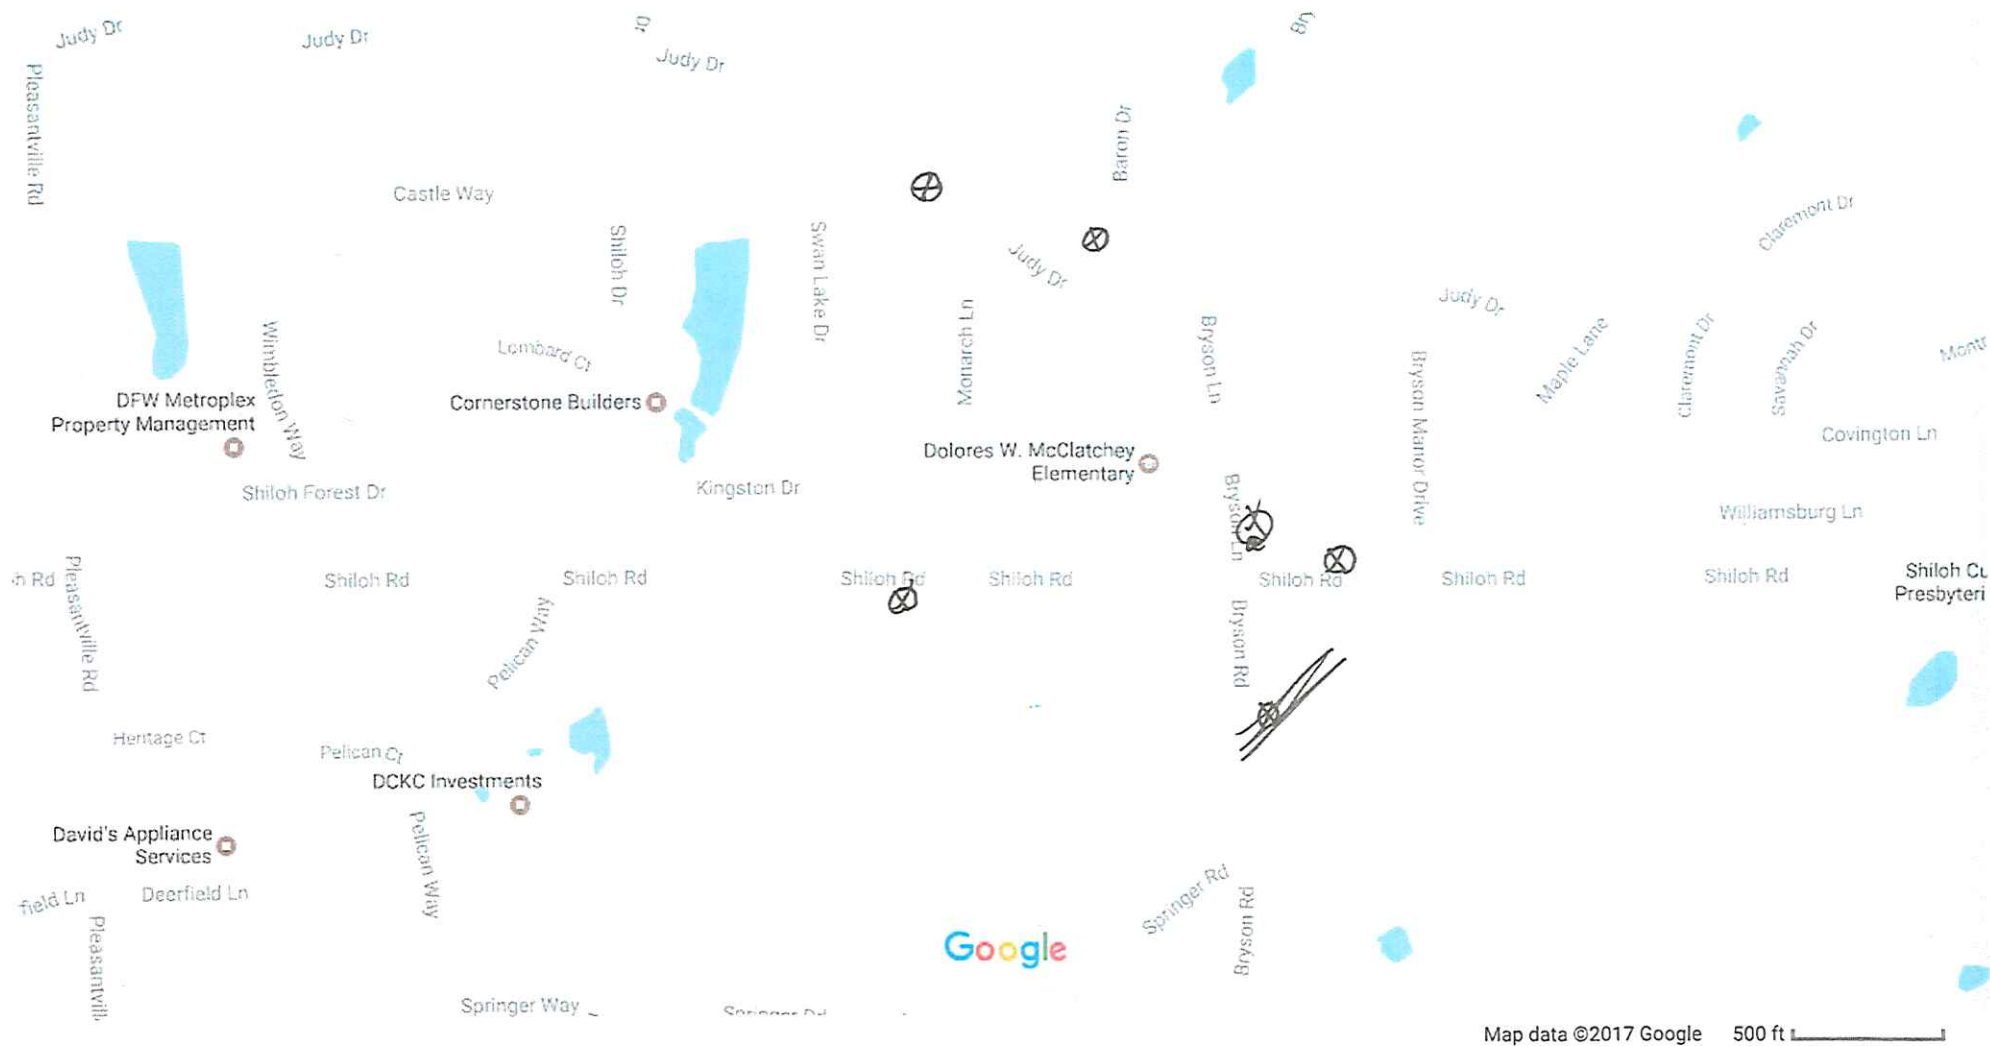 Judy Dr
Judy Dr
Dr
Judy Dr
Pleasantville Rd
Baron Dr
Castle Way
Claremont Dr
Shiloh Dr
Swan Lake Dr
Judy Dr
Monarch Ln
Judy Dr
Bryson Ln
Maple Lane
Claremont Dr
Savannah Dr
Wimbledon Way
Lombard Ct
Bryson Manor Drive
DFW Metroplex
Property Management
Cornerstone Builders
Covington Ln
Dolores W. McClatchey
Elementary
Shiloh Forest Dr
Kingston Dr
Bryson Ln
Williamsburg Ln
h Rd
Pleasantville Rd
Shiloh Rd
Shiloh Rd
Shiloh Rd
Shiloh Rd
Shiloh Rd
Shiloh Rd
Shiloh Rd
Shiloh Cu
Presbyteri
Pelican Way
Bryson Rd
Heritage Ct
Pelican Ct
DCKC Investments
David's Appliance
Services
Pelican Way
field Ln
Deerfield Ln
Springer Rd
Bryson Rd
Pleasantvill
Google
Springer Way
Map data ©2017 Google 500 ft